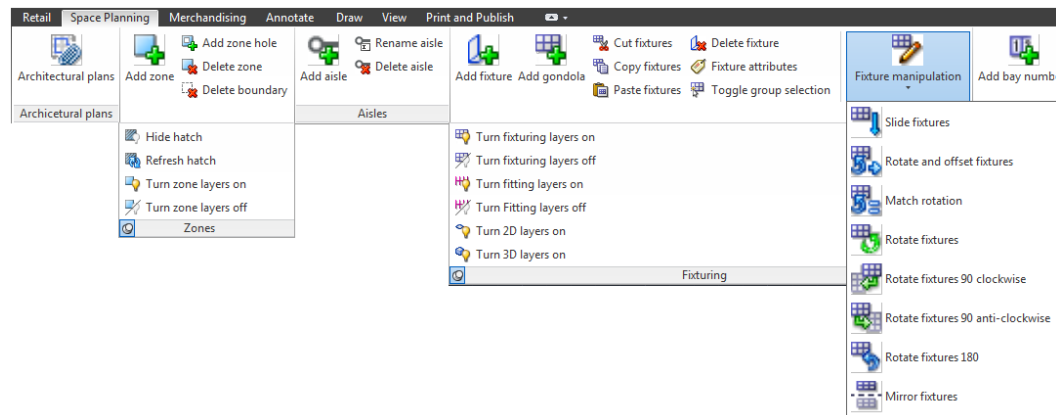 Retail Space Planning Merchandising Annotate Draw View Print and Publish
Architectural plans
Archicetural plans
Add zone
Add zone hole
Delete zone
Delete boundary
Hide hatch
Refresh hatch
Turn zone layers on
Turn zone layers off
Zones
Add aisle
Rename aisle
Delete aisle
Aisles
Add fixture
Add gondola
Cut fixtures
Copy fixtures
Paste fixtures
Delete fixture
Fixture attributes
Toggle group selection
Turn fixturing layers on
Turn fixturing layers off
Turn fitting layers on
Turn Fitting layers off
Turn 2D layers on
Turn 3D layers on
Fixturing
Fixture manipulation
Slide fixtures
Rotate and offset fixtures
Match rotation
Rotate fixtures
Rotate fixtures 90 clockwise
Rotate fixtures 90 anti-clockwise
Rotate fixtures 180
Mirror fixtures
Add bay numb